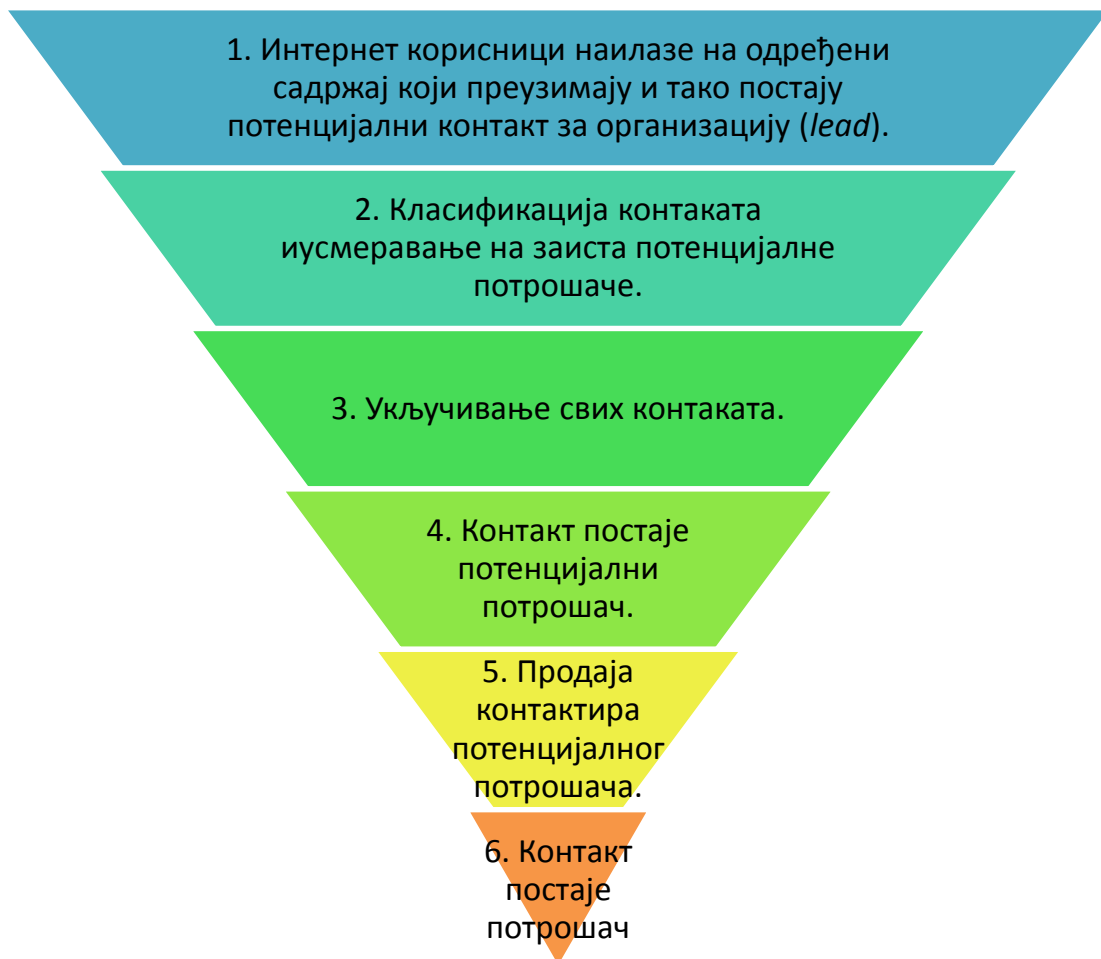 1. Интернет корисници наилазе на одређени
садржај који преузимају и тако постају
потенцијални контакт за организацију (lead).
2. Класификација контаката
иусмеравање на заиста потенцијалне
потрошаче.
3. Укључивање свих контаката.
4. Контакт постаје
потенцијални
потрошач.
5. Продаја
контактира
потенцијалног
потрошача.
6. Контакт
постаје
потрошач